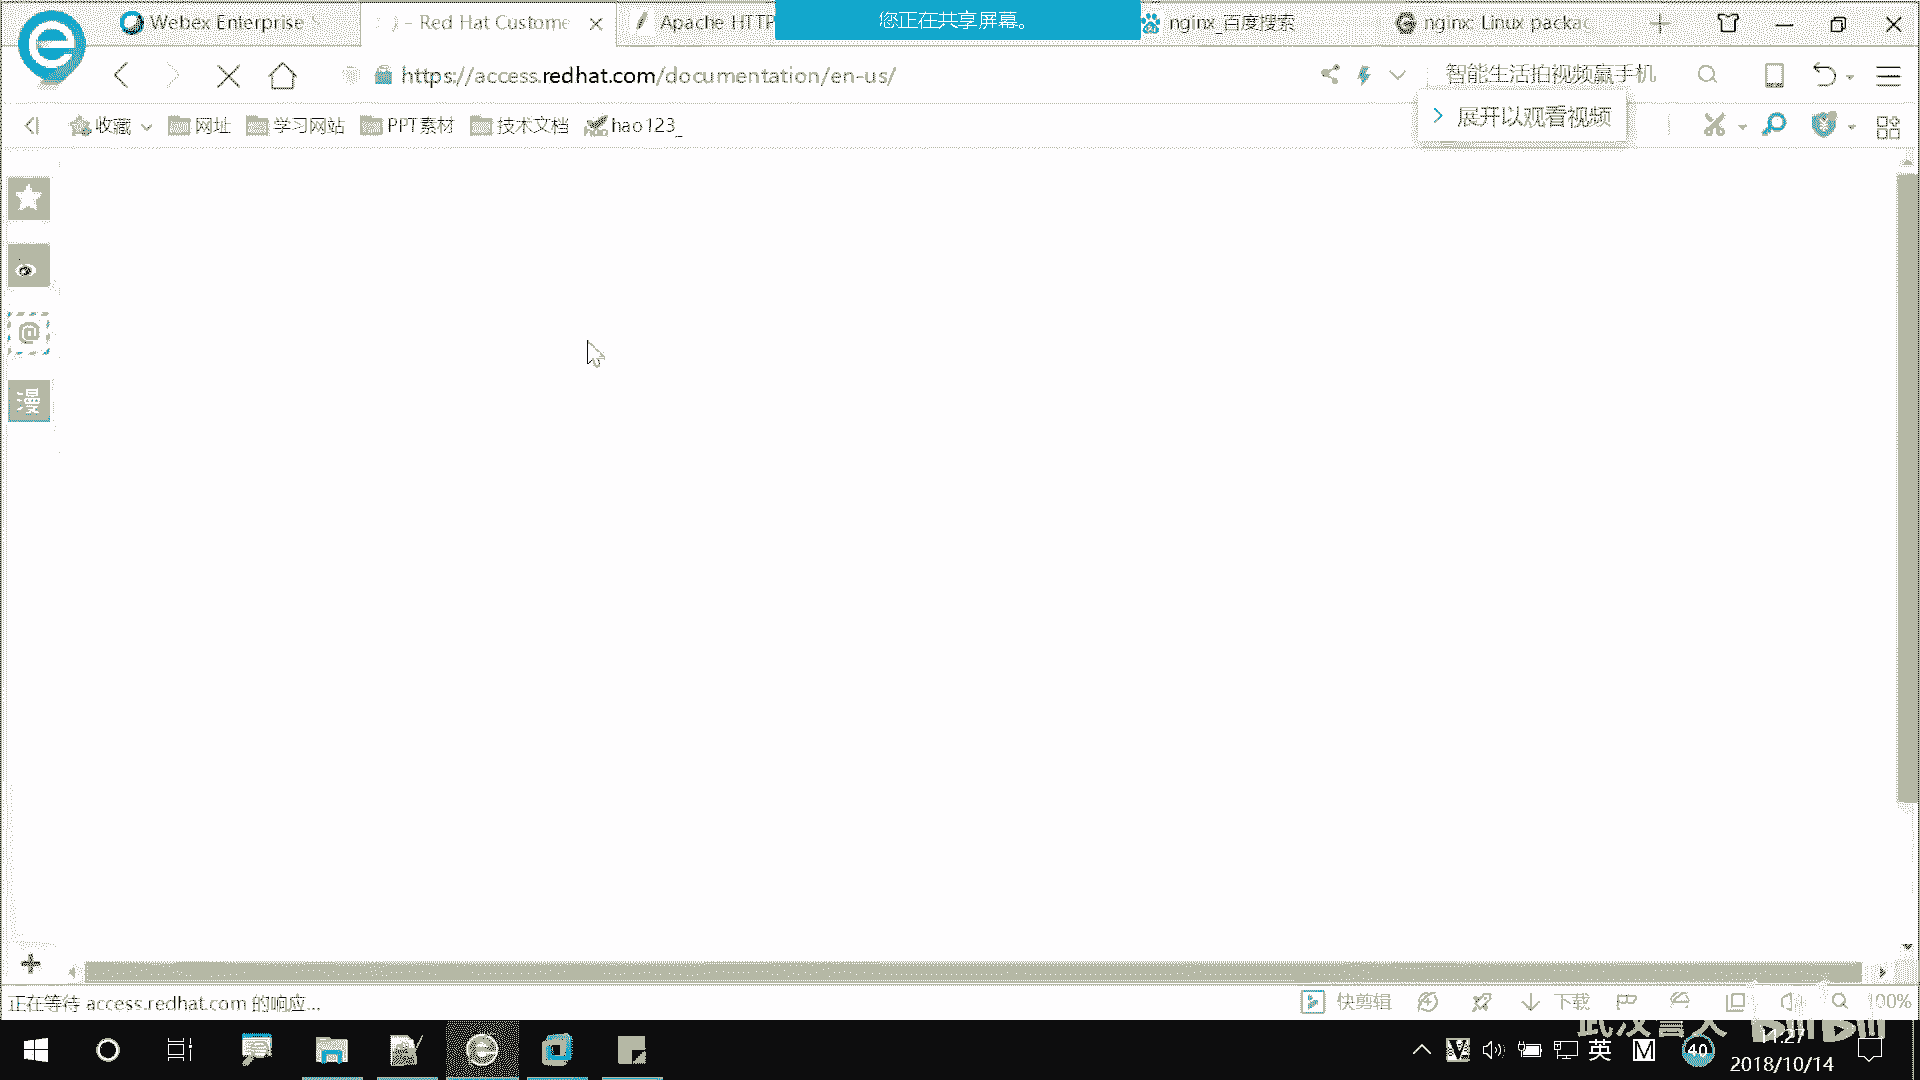 Webex Enterprise S
- Red Hat Custome
Apache HTTP
您正在共享屏幕。
nginx_百度搜索
nginx: Linux packag
https://access.redhat.com/documentation/en-us/
智能生活拍视频赢手机
展开以观看视频
收藏
网址
学习网站
PPT素材
技术文档
hao123_
@
漫
正在等待 access.redhat.com 的响应...
快剪辑
下载
100%
英
M
40
11:27
2018/10/14
bilibili